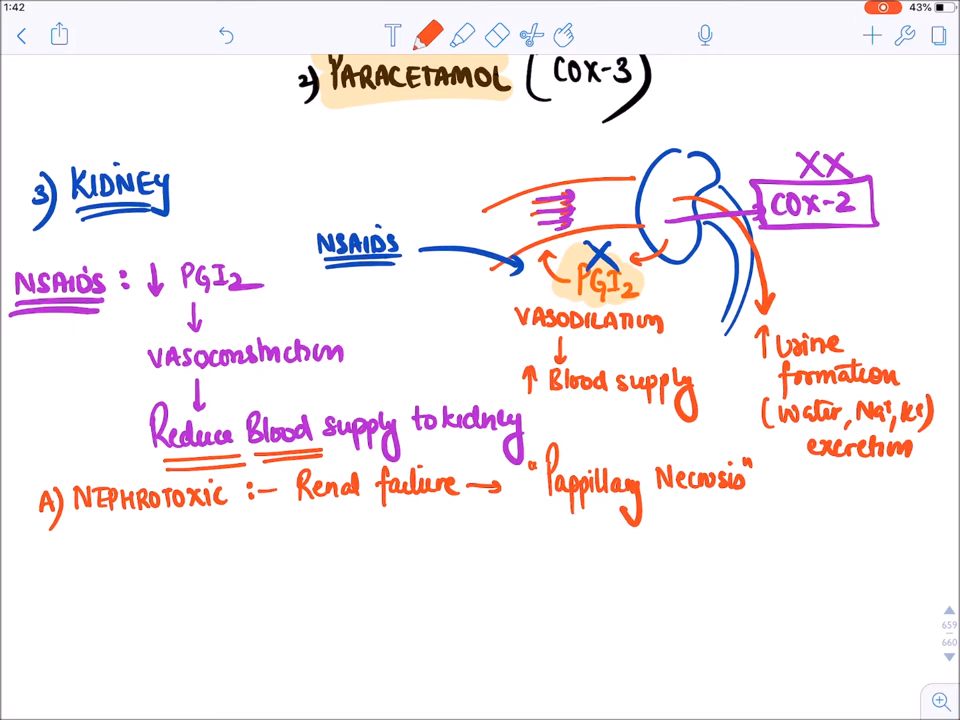 1:42
43%
T
2) PARACETAMOL (COX-3)
3) KIDNEY
XX
COX-2
NSAIDS
X
PGI2
NSAIDS : ↓ PGI2
VASODILATION
↑ Blood supply
↑ Urine
formation
(Water, Na+, K+)
excretion
VASOconstriction
Reduce Blood supply to kidney
A) NEPHROTOXIC :- Renal failure → "Pappillary Necrosis"
659
660